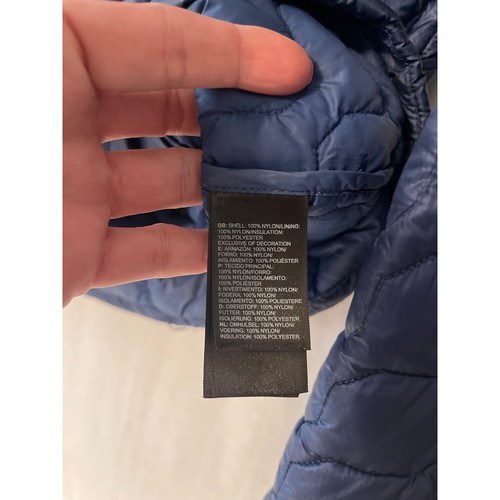 GB: SHELL: 100% NYLON/LINING:
100% NYLON/INSULATION:
100% POLYESTER
EXCLUSIVE OF DECORATION
E: ARMAZÓN: 100% NYLON/
FORRO: 100% NYLON/
AISLAMIENTO: 100% POLIÉSTER
P: TECIDO PRINCIPAL:
100% NYLON/FORRO:
100% NYLON/ISOLAMENTO:
100% POLIÉSTER
I: RIVESTIMENTO: 100% NYLON/
FODERA: 100% NYLON/
ISOLAMENTO: 100% POLIESTERE
D: OBERSTOFF: 100% NYLON/
FUTTER: 100% NYLON/
ISOLIERUNG: 100% POLYESTER
NL: OMHULSEL: 100% NYLON/
VOERING: 100% NYLON/
INSULATION: 100% POLYESTER